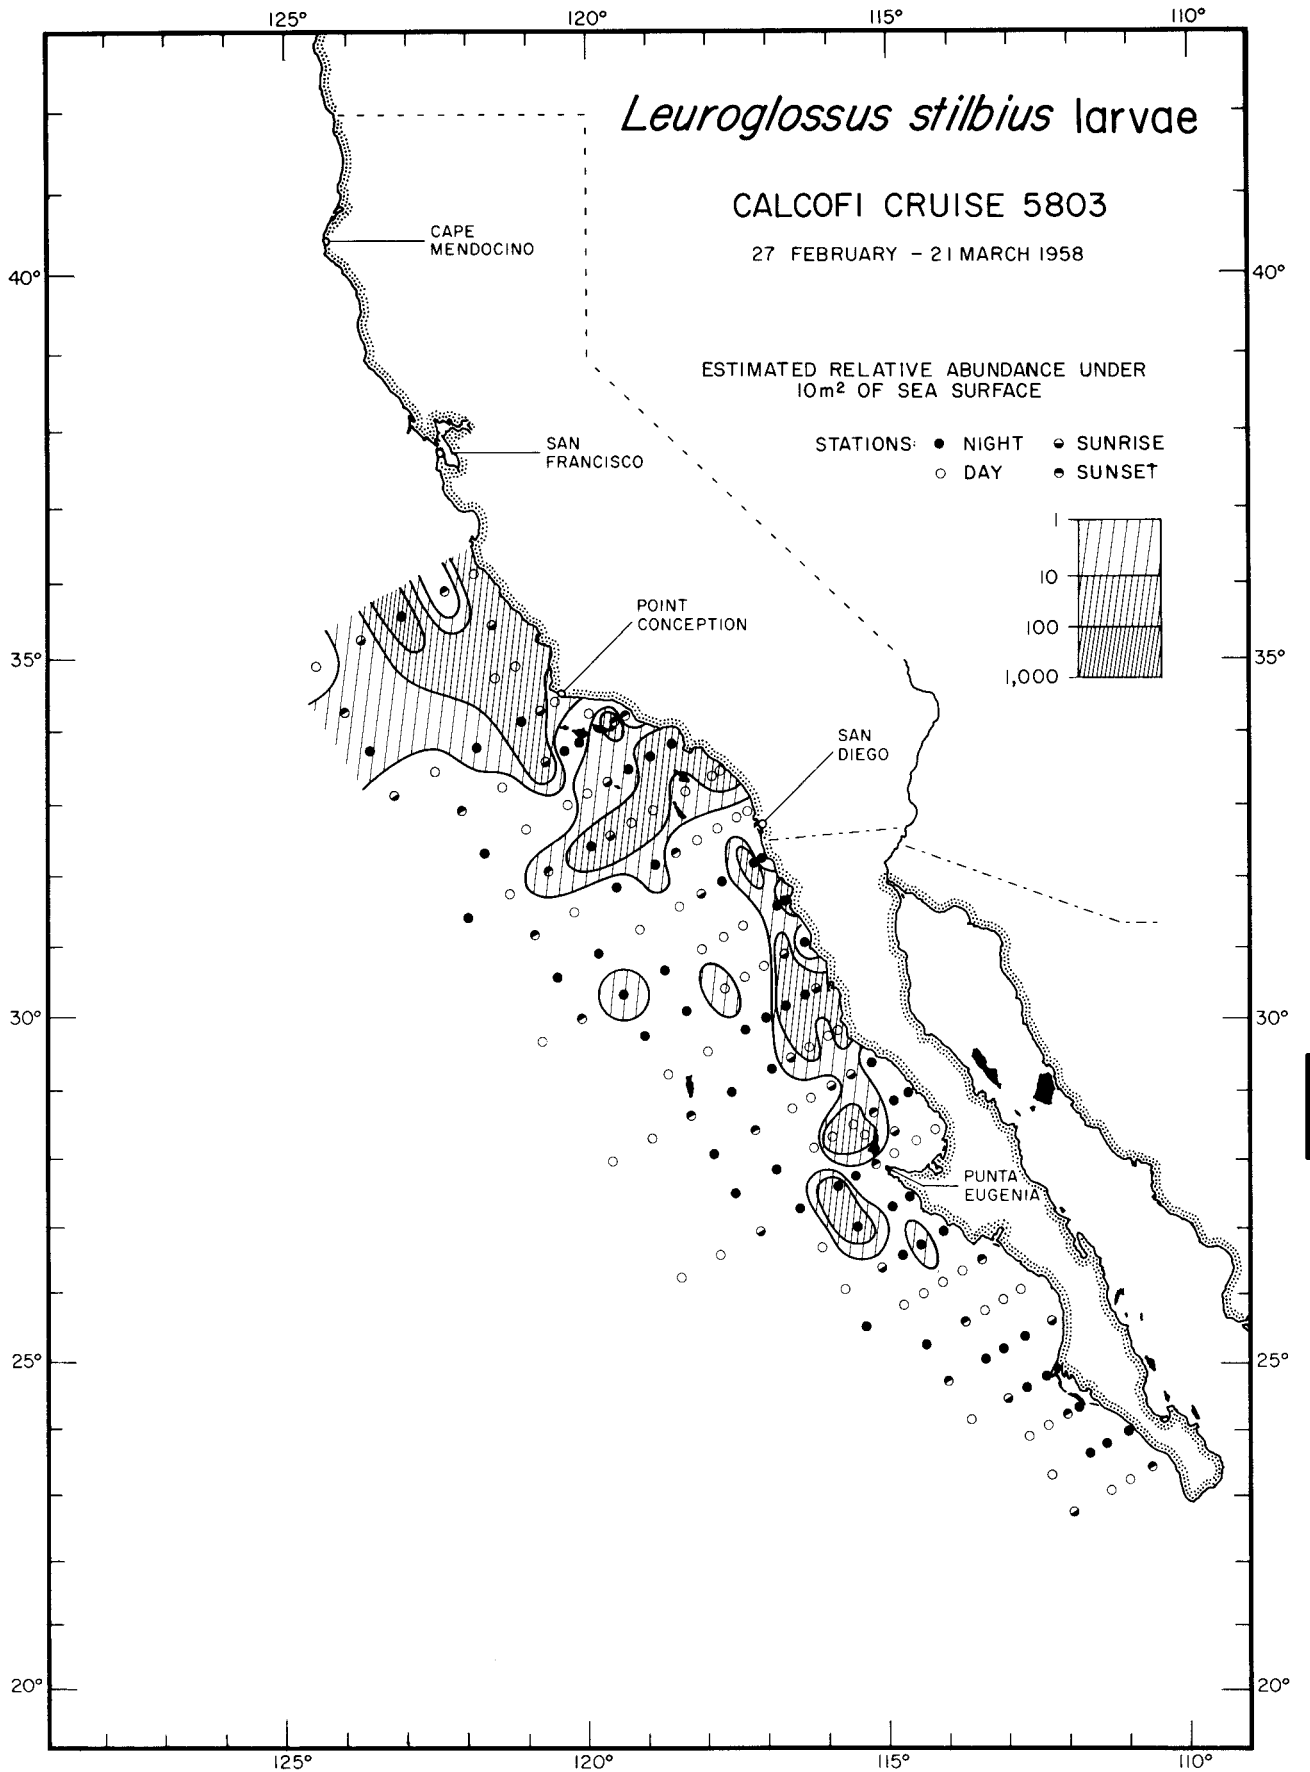 125° 120° 115° 110°
Leuroglossus stilbius larvae
CALCOFI CRUISE 5803
27 FEBRUARY – 21 MARCH 1958
CAPE
MENDOCINO
40° 40°
ESTIMATED RELATIVE ABUNDANCE UNDER
10m² OF SEA SURFACE
STATIONS: NIGHT SUNRISE
DAY SUNSET
SAN
FRANCISCO
1
10
100
1,000
POINT
CONCEPTION
35° 35°
SAN
DIEGO
30° 30°
PUNTA
EUGENIA
25° 25°
20° 20°
125° 120° 115° 110°